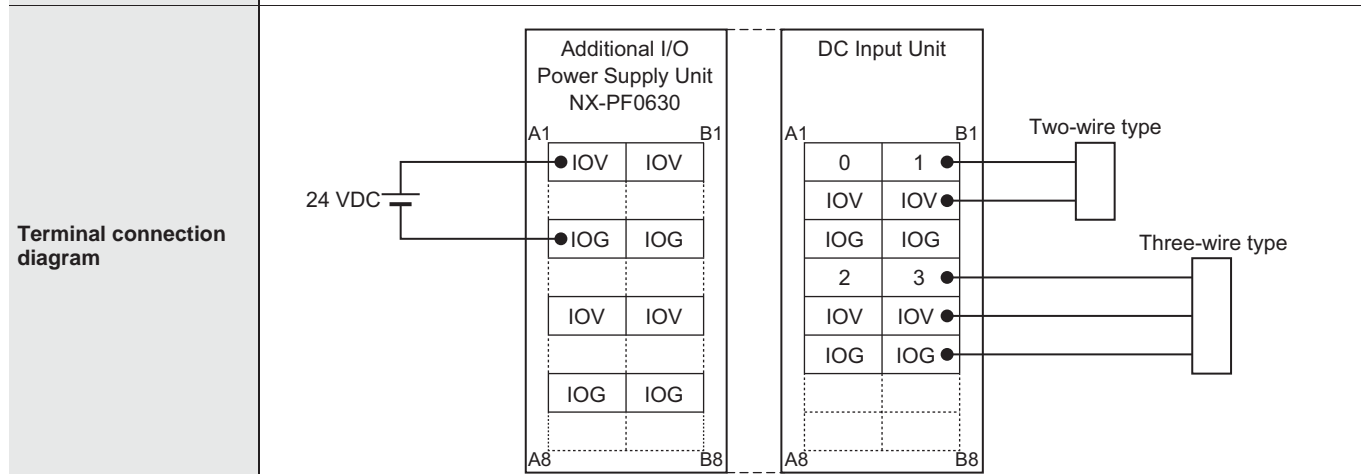 Terminal connection
diagram
24 VDC
Additional I/O
Power Supply Unit
NX-PF0630
A1 B1
IOV IOV
IOG IOG
IOV IOV
IOG IOG
A8 B8
DC Input Unit
A1 B1
0 1
IOV IOV
IOG IOG
2 3
IOV IOV
IOG IOG
A8 B8
Two-wire type
Three-wire type